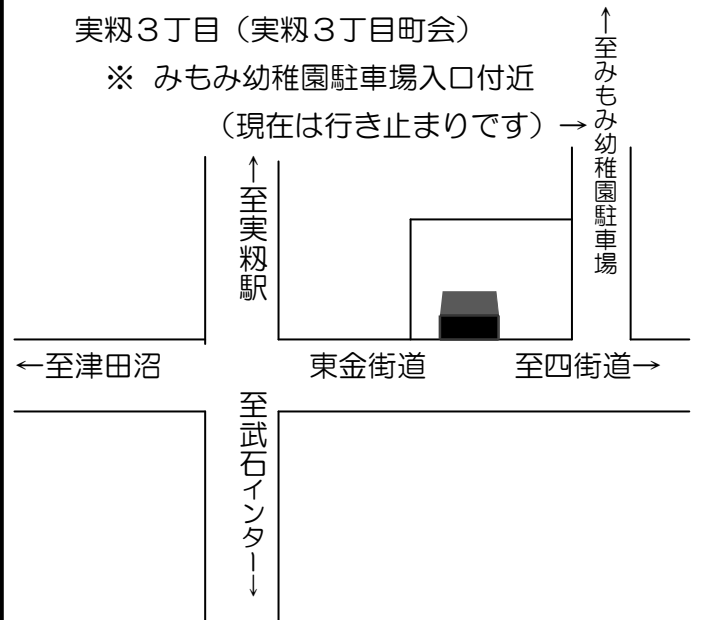 実籾３丁目（実籾３丁目町会）
※ みもみ幼稚園駐車場入口付近
（現在は行き止まりです）→
←至みもみ幼稚園駐車場
←至実籾駅
←至津田沼
東金街道
至四街道→
至武石インター→